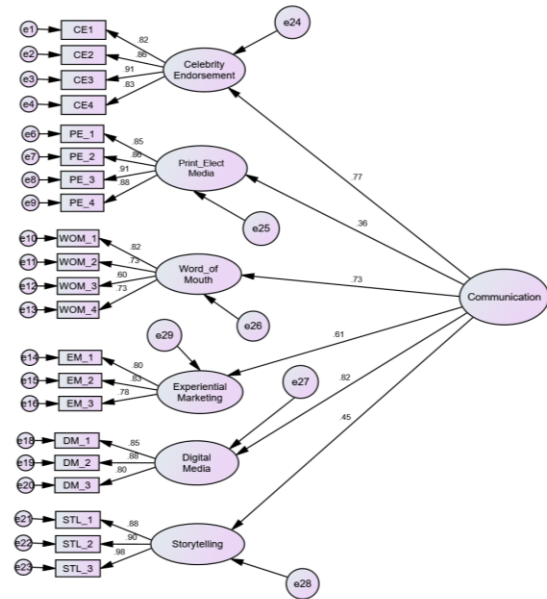 e24
e1
CE1
.82
e2
CE2
.86
e3
CE3
.91
e4
CE4
.83
Celebrity
Endorsement
.77
e6
PE_1
.85
e7
PE_2
.86
e8
PE_3
.91
e9
PE_4
.88
Print_Elect
Media
.36
e25
e10
WOM_1
.82
e11
WOM_2
.73
e12
WOM_3
.60
e13
WOM_4
.73
Word_of
Mouth
.73
e26
Communication
e29
e14
EM_1
.80
e15
EM_2
.83
e16
EM_3
.78
Experiential
Marketing
.61
e27
e18
DM_1
.85
e19
DM_2
.88
e20
DM_3
.80
Digital
Media
.82
e21
STL_1
.88
e22
STL_2
.90
e23
STL_3
.98
Storytelling
.45
e28